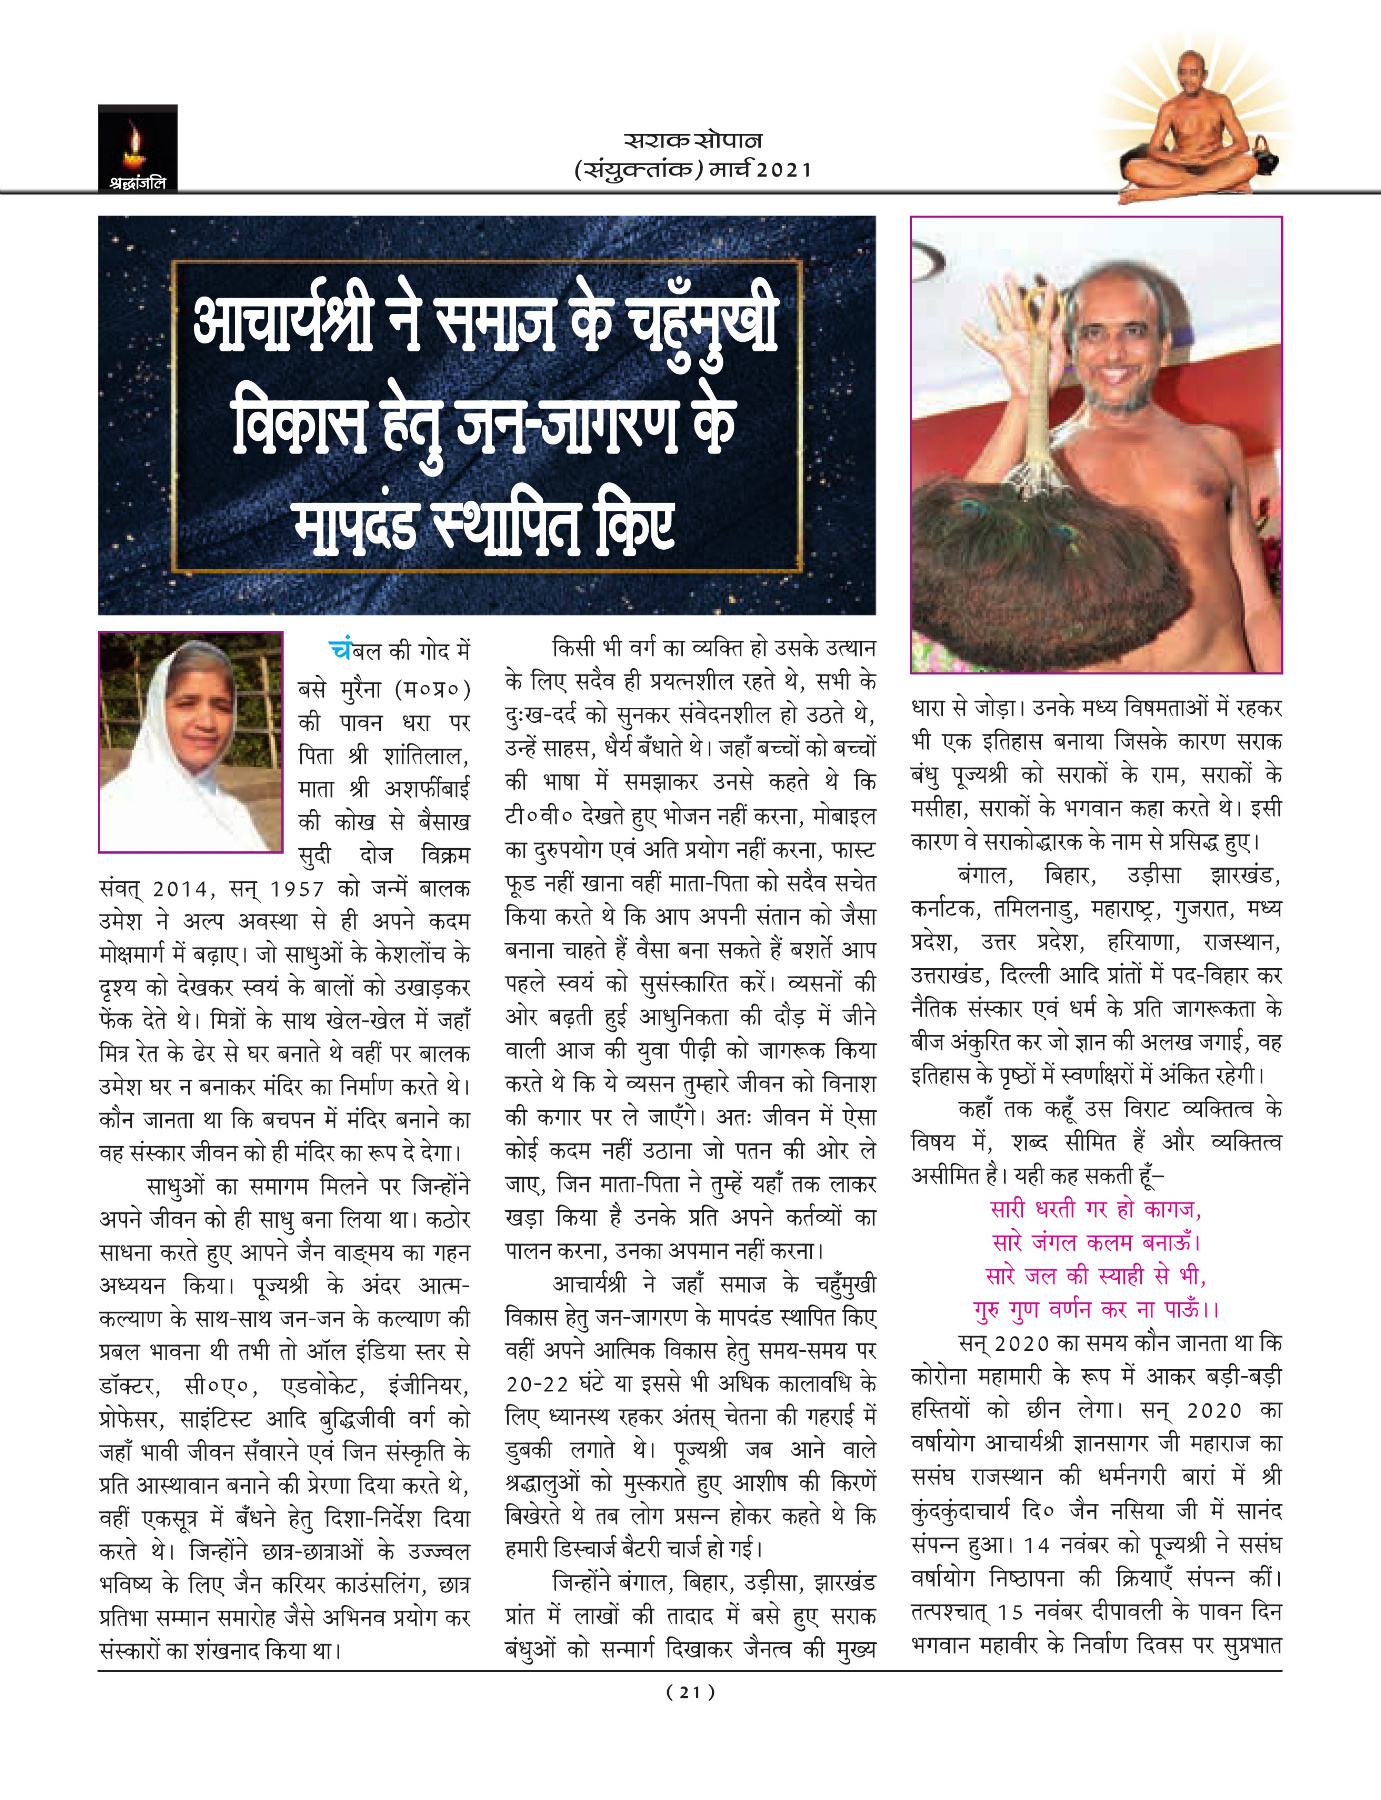 श्रद्धांजलि
सराक सोपान
(संयुक्तांक) मार्च 2021
आचार्यश्री ने समाज के चहुँमुखी
विकास हेतु जन-जागरण के
मापदंड स्थापित किए
चंबल की गोद में
बसे मुरैना (म०प्र०)
की पावन धरा पर
पिता श्री शांतिलाल,
माता श्री अशर्फीबाई
की कोख से बैसाख
सुदी दोज विक्रम
संवत् 2014, सन् 1957 को जन्में बालक
उमेश ने अल्प अवस्था से ही अपने कदम
मोक्षमार्ग में बढ़ाए। जो साधुओं के केशलोंच के
दृश्य को देखकर स्वयं के बालों को उखाड़कर
फेंक देते थे। मित्रों के साथ खेल-खेल में जहाँ
मित्र रेत के ढेर से घर बनाते थे वहीं पर बालक
उमेश घर न बनाकर मंदिर का निर्माण करते थे।
कौन जानता था कि बचपन में मंदिर बनाने का
वह संस्कार जीवन को ही मंदिर का रूप दे देगा।
साधुओं का समागम मिलने पर जिन्होंने
अपने जीवन को ही साधु बना लिया था। कठोर
साधना करते हुए आपने जैन वाङ्मय का गहन
अध्ययन किया। पूज्यश्री के अंदर आत्म-
कल्याण के साथ-साथ जन-जन के कल्याण की
प्रबल भावना थी तभी तो ऑल इंडिया स्तर से
डॉक्टर, सी०ए०, एडवोकेट, इंजीनियर,
प्रोफेसर, साइंटिस्ट आदि बुद्धिजीवी वर्ग को
जहाँ भावी जीवन सँवारने एवं जिन संस्कृति के
प्रति आस्थावान बनाने की प्रेरणा दिया करते थे,
वहीं एकसूत्र में बँधने हेतु दिशा-निर्देश दिया
करते थे। जिन्होंने छात्र-छात्राओं के उज्ज्वल
भविष्य के लिए जैन करियर काउंसलिंग, छात्र
प्रतिभा सम्मान समारोह जैसे अभिनव प्रयोग कर
संस्कारों का शंखनाद किया था।
किसी भी वर्ग का व्यक्ति हो उसके उत्थान
के लिए सदैव ही प्रयत्नशील रहते थे, सभी के
दुःख-दर्द को सुनकर संवेदनशील हो उठते थे,
उन्हें साहस, धैर्य बँधाते थे। जहाँ बच्चों को बच्चों
की भाषा में समझाकर उनसे कहते थे कि
टी०वी० देखते हुए भोजन नहीं करना, मोबाइल
का दुरुपयोग एवं अति प्रयोग नहीं करना, फास्ट
फूड नहीं खाना वहीं माता-पिता को सदैव सचेत
किया करते थे कि आप अपनी संतान को जैसा
बनाना चाहते हैं वैसा बना सकते हैं बशर्ते आप
पहले स्वयं को सुसंस्कारित करें। व्यसनों की
ओर बढ़ती हुई आधुनिकता की दौड़ में जीने
वाली आज की युवा पीढ़ी को जागरूक किया
करते थे कि ये व्यसन तुम्हारे जीवन को विनाश
की कगार पर ले जाएँगे। अतः जीवन में ऐसा
कोई कदम नहीं उठाना जो पतन की ओर ले
जाए, जिन माता-पिता ने तुम्हें यहाँ तक लाकर
खड़ा किया है उनके प्रति अपने कर्तव्यों का
पालन करना, उनका अपमान नहीं करना।
आचार्यश्री ने जहाँ समाज के चहुँमुखी
विकास हेतु जन-जागरण के मापदंड स्थापित किए
वहीं अपने आत्मिक विकास हेतु समय-समय पर
20-22 घंटे या इससे भी अधिक कालावधि के
लिए ध्यानस्थ रहकर अंतस् चेतना की गहराई में
डुबकी लगाते थे। पूज्यश्री जब आने वाले
श्रद्धालुओं को मुस्कराते हुए आशीष की किरणें
बिखेरते थे तब लोग प्रसन्न होकर कहते थे कि
हमारी डिस्चार्ज बैटरी चार्ज हो गई।
जिन्होंने बंगाल, बिहार, उड़ीसा, झारखंड
प्रांत में लाखों की तादाद में बसे हुए सराक
बंधुओं को सन्मार्ग दिखाकर जैनत्व की मुख्य
धारा से जोड़ा। उनके मध्य विषमताओं में रहकर
भी एक इतिहास बनाया जिसके कारण सराक
बंधु पूज्यश्री को सराकों के राम, सराकों के
मसीहा, सराकों के भगवान कहा करते थे। इसी
कारण वे सराकोद्धारक के नाम से प्रसिद्ध हुए।
बंगाल, बिहार, उड़ीसा झारखंड,
कर्नाटक, तमिलनाडु, महाराष्ट्र, गुजरात, मध्य
प्रदेश, उत्तर प्रदेश, हरियाणा, राजस्थान,
उत्तराखंड, दिल्ली आदि प्रांतों में पद-विहार कर
नैतिक संस्कार एवं धर्म के प्रति जागरूकता के
बीज अंकुरित कर जो ज्ञान की अलख जगाई, वह
इतिहास के पृष्ठों में स्वर्णाक्षरों में अंकित रहेगी।
कहाँ तक कहूँ उस विराट व्यक्तित्व के
विषय में, शब्द सीमित हैं और व्यक्तित्व
असीमित है। यही कह सकती हूँ–
सारी धरती गर हो कागज,
सारे जंगल कलम बनाऊँ।
सारे जल की स्याही से भी,
गुरु गुण वर्णन कर ना पाऊँ।।
सन् 2020 का समय कौन जानता था कि
कोरोना महामारी के रूप में आकर बड़ी-बड़ी
हस्तियों को छीन लेगा। सन् 2020 का
वर्षायोग आचार्यश्री ज्ञानसागर जी महाराज का
ससंघ राजस्थान की धर्मनगरी बारां में श्री
कुंदकुंदाचार्य दि० जैन नसिया जी में सानंद
संपन्न हुआ। 14 नवंबर को पूज्यश्री ने ससंघ
वर्षायोग निष्ठापना की क्रियाएँ संपन्न कीं।
तत्पश्चात् 15 नवंबर दीपावली के पावन दिन
भगवान महावीर के निर्वाण दिवस पर सुप्रभात
( 21 )